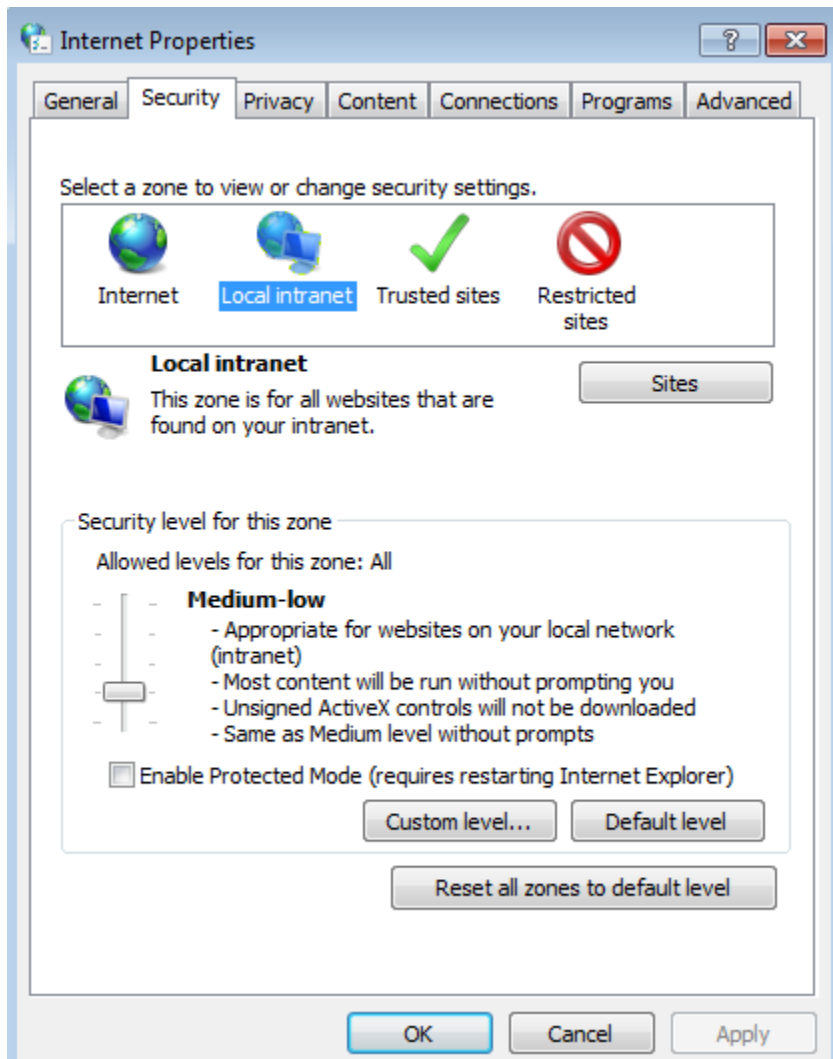 Internet Properties
General Security Privacy Content Connections Programs Advanced
Select a zone to view or change security settings.
Internet Local intranet Trusted sites Restricted
sites
Local intranet
Sites
This zone is for all websites that are
found on your intranet.
Security level for this zone
Allowed levels for this zone: All
Medium-low
- Appropriate for websites on your local network
(intranet)
- Most content will be run without prompting you
- Unsigned ActiveX controls will not be downloaded
- Same as Medium level without prompts
Enable Protected Mode (requires restarting Internet Explorer)
Custom level... Default level
Reset all zones to default level
OK Cancel Apply